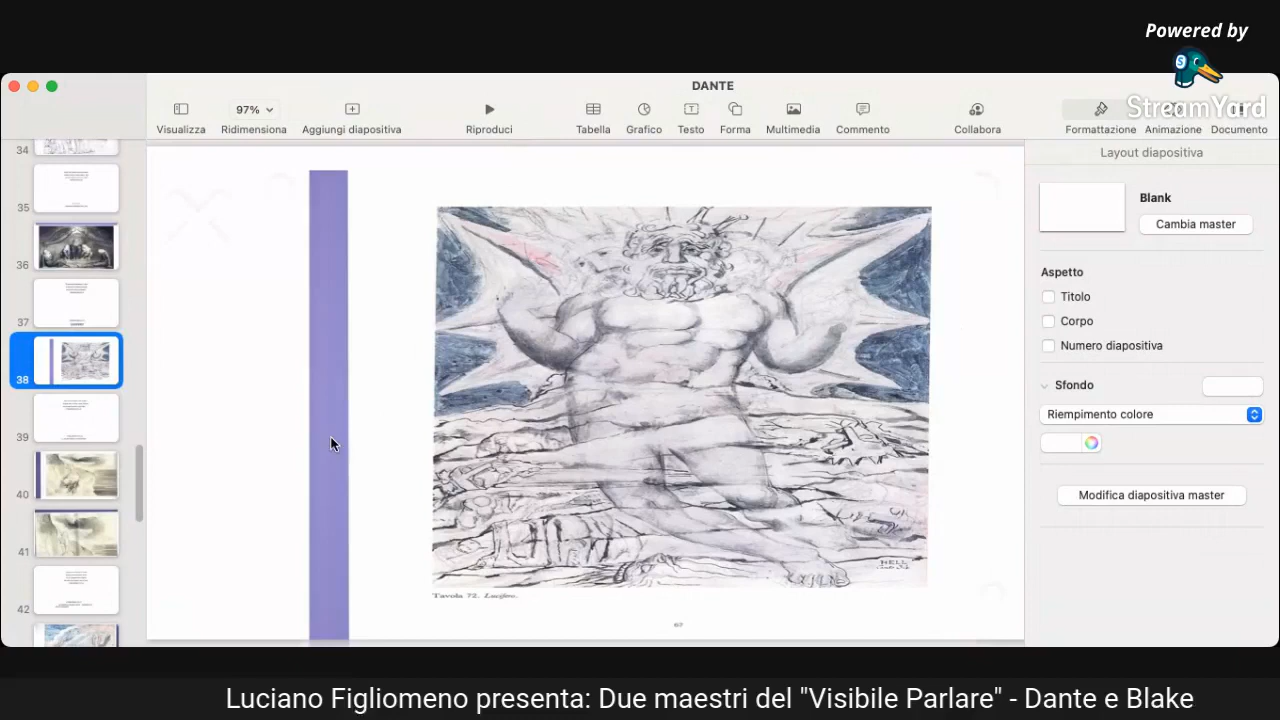 Powered by
StreamYard
DANTE
97%
Visualizza
Ridimensiona
Aggiungi diapositiva
Riproduci
Tabella
Grafico
Testo
Forma
Multimedia
Commento
Collabora
Formattazione
Animazione
Documento
Layout diapositiva
Blank
Cambia master
Aspetto
Titolo
Corpo
Numero diapositiva
Sfondo
Riempimento colore
Modifica diapositiva master
34
35
36
37
38
39
40
41
42
HELL
Tavola 72. Lucifero.
67
Luciano Figliomeno presenta: Due maestri del "Visibile Parlare" - Dante e Blake